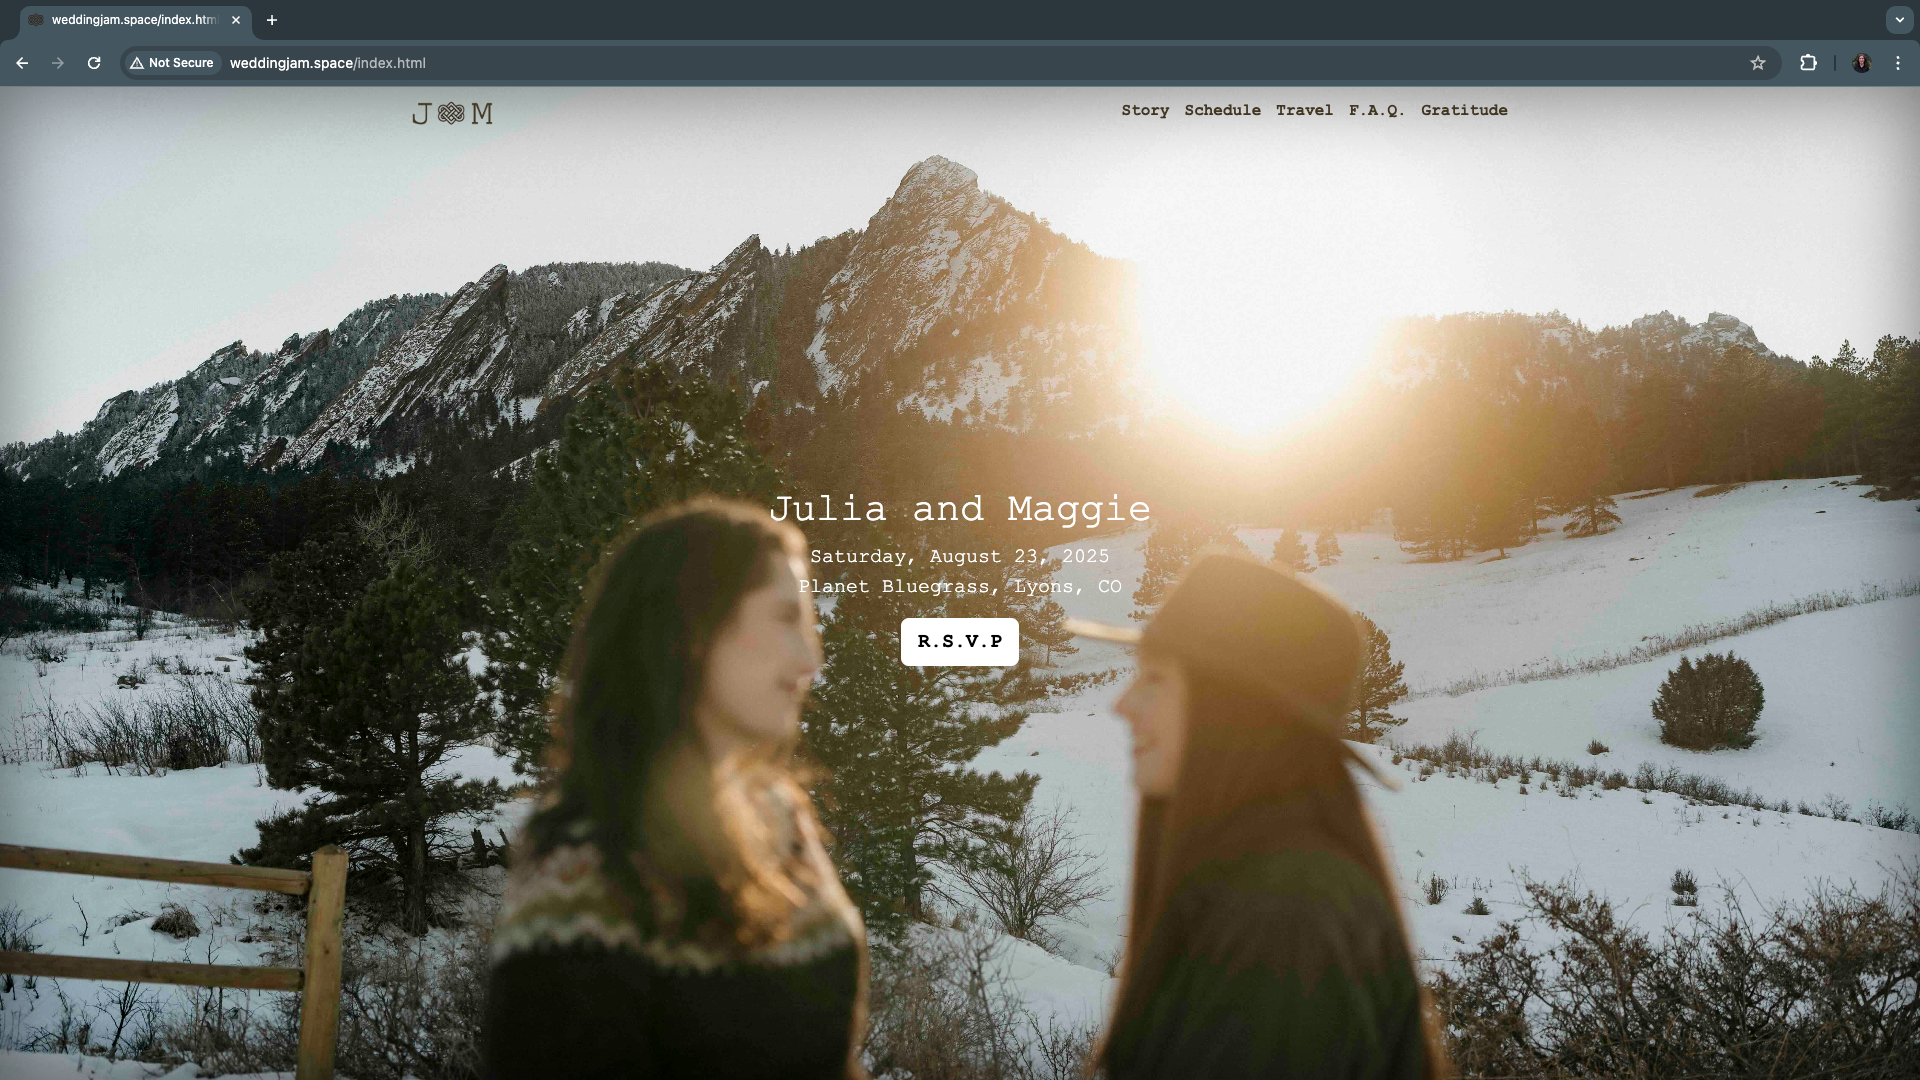 weddingjam.space/index.htm
Not Secure
weddingjam.space/index.html
J M
Story Schedule Travel F.A.Q. Gratitude
Julia and Maggie
Saturday, August 23, 2025
Planet Bluegrass, Lyons, CO
R.S.V.P